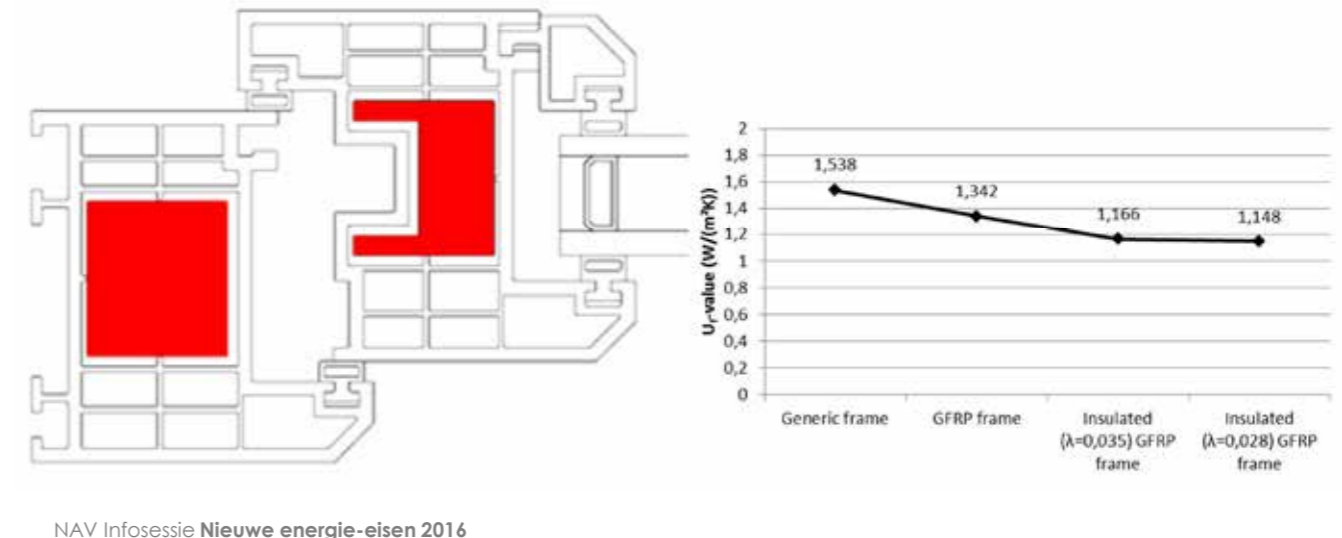 2
1,8
1,6
1,4
1,2
1
0,8
0,6
0,4
0,2
0
Uf-value (W/(m²K))
1,538
1,342
1,166
1,148
Generic frame
GFRP frame
Insulated
(λ=0,035) GFRP
frame
Insulated
(λ=0,028) GFRP
frame
NAV Infosessie Nieuwe energie-eisen 2016